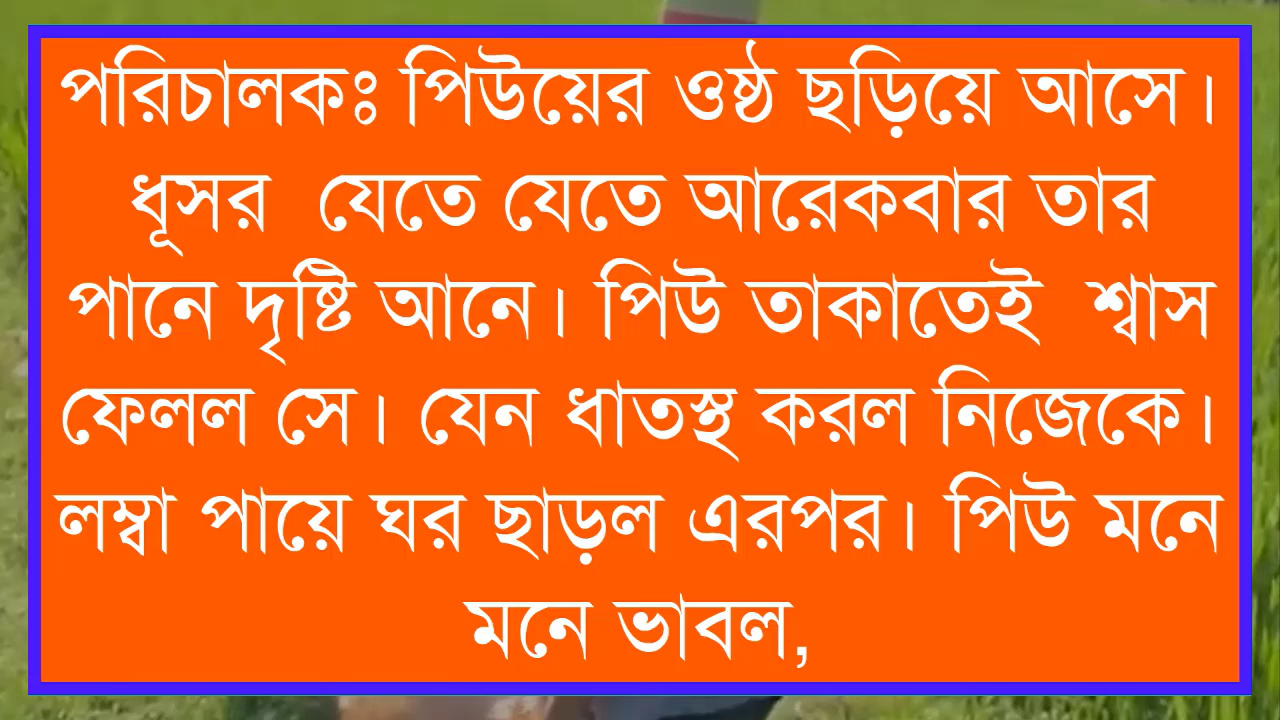 পরিচালকঃ পিউয়ের ওষ্ঠ ছড়িয়ে আসে।
ধূসর যেতে যেতে আরেকবার তার
পানে দৃষ্টি আনে। পিউ তাকাতেই শ্বাস
ফেলল সে। যেন ধাতস্থ করল নিজেকে।
লম্বা পায়ে ঘর ছাড়ল এরপর। পিউ মনে
মনে ভাবল,